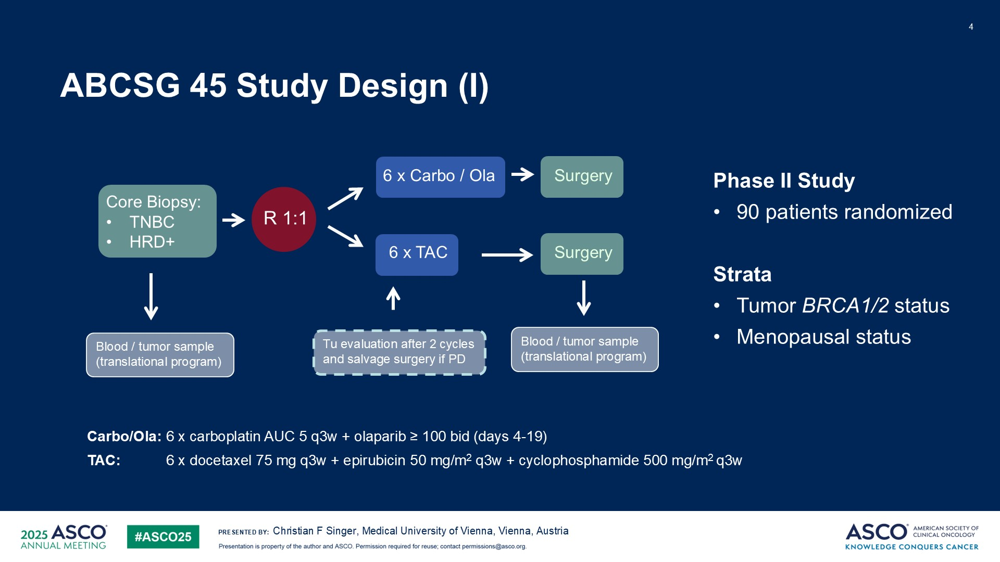 4
ABCSG 45 Study Design (I)
Core Biopsy:
• TNBC
• HRD+
R 1:1
6 x Carbo / Ola
Surgery
6 x TAC
Surgery
Blood / tumor sample
(translational program)
Tu evaluation after 2 cycles
and salvage surgery if PD
Blood / tumor sample
(translational program)
Phase II Study
• 90 patients randomized
Strata
• Tumor BRCA1/2 status
• Menopausal status
Carbo/Ola: 6 x carboplatin AUC 5 q3w + olaparib ≥ 100 bid (days 4-19)
TAC: 6 x docetaxel 75 mg q3w + epirubicin 50 mg/m² q3w + cyclophosphamide 500 mg/m² q3w
2025 ASCO
ANNUAL MEETING
#ASCO25
PRESENTED BY: Christian F Singer, Medical University of Vienna, Vienna, Austria
Presentation is property of the author and ASCO. Permission required for reuse; contact permissions@asco.org.
ASCO AMERICAN SOCIETY OF
CLINICAL ONCOLOGY
KNOWLEDGE CONQUERS CANCER